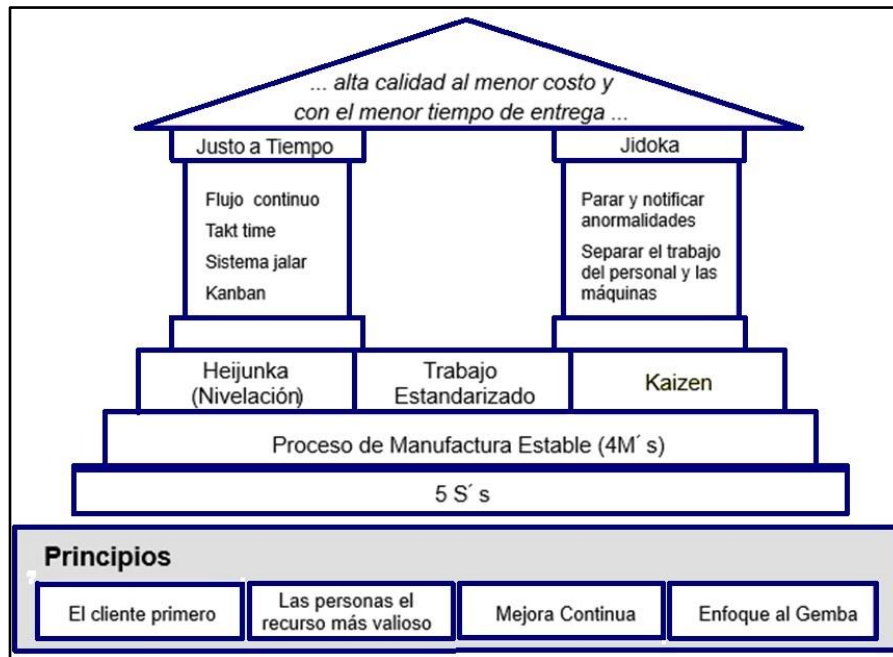 ... alta calidad al menor costo y
con el menor tiempo de entrega ...
Justo a Tiempo
Flujo continuo
Takt time
Sistema jalar
Kanban
Jidoka
Parar y notificar
anormalidades
Separar el trabajo
del personal y las
máquinas
Heijunka
(Nivelación)
Trabajo
Estandarizado
Kaizen
Proceso de Manufactura Estable (4M´ s)
5 S´ s
Principios
El cliente primero
Las personas el
recurso más valioso
Mejora Continua
Enfoque al Gemba